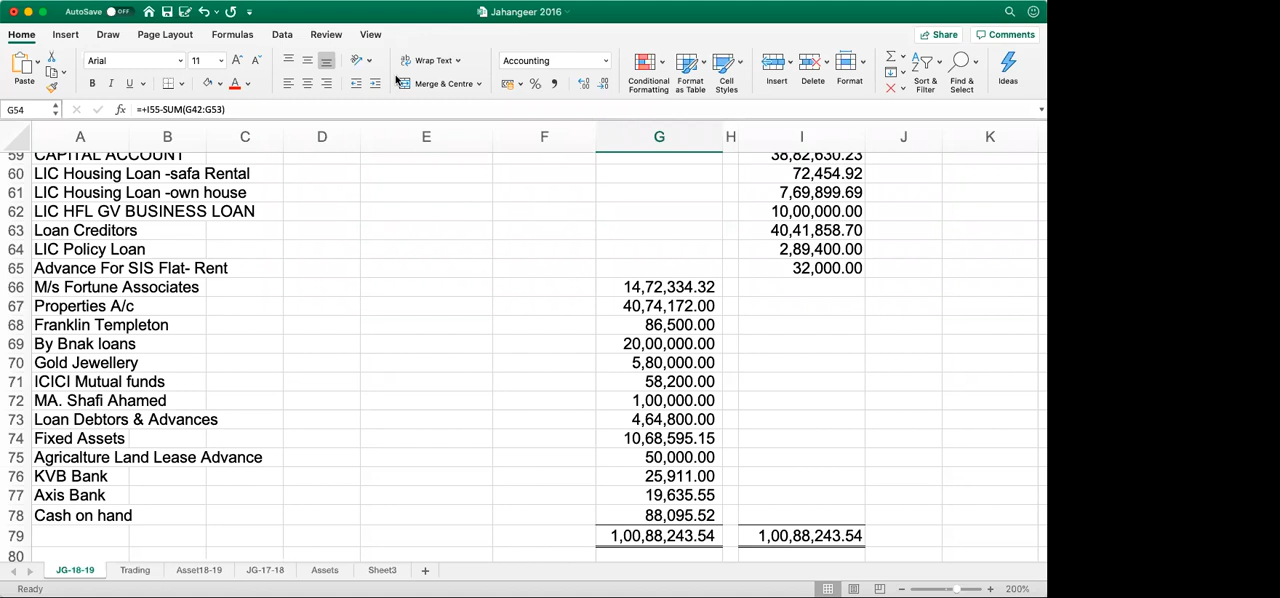 AutoSave OFF Jahangeer 2016
Home Insert Draw Page Layout Formulas Data Review View Share Comments
Paste Arial 11 A A Wrap Text Accounting Conditional Formatting Format as Table Cell Styles Insert Delete Format Sort & Filter Find & Select Ideas
B I U A Merge & Centre %
G54 fx =+I55-SUM(G42:G53)
A B C D E F G H I J K
59 CAPITAL ACCOUNT 38,82,630.23
60 LIC Housing Loan -safa Rental 72,454.92
61 LIC Housing Loan -own house 7,69,899.69
62 LIC HFL GV BUSINESS LOAN 10,00,000.00
63 Loan Creditors 40,41,858.70
64 LIC Policy Loan 2,89,400.00
65 Advance For SIS Flat- Rent 32,000.00
66 M/s Fortune Associates 14,72,334.32
67 Properties A/c 40,74,172.00
68 Franklin Templeton 86,500.00
69 By Bnak loans 20,00,000.00
70 Gold Jewellery 5,80,000.00
71 ICICI Mutual funds 58,200.00
72 MA. Shafi Ahamed 1,00,000.00
73 Loan Debtors & Advances 4,64,800.00
74 Fixed Assets 10,68,595.15
75 Agricalture Land Lease Advance 50,000.00
76 KVB Bank 25,911.00
77 Axis Bank 19,635.55
78 Cash on hand 88,095.52
79 1,00,88,243.54 1,00,88,243.54
80
JG-18-19 Trading Asset18-19 JG-17-18 Assets Sheet3 +
Ready 200%